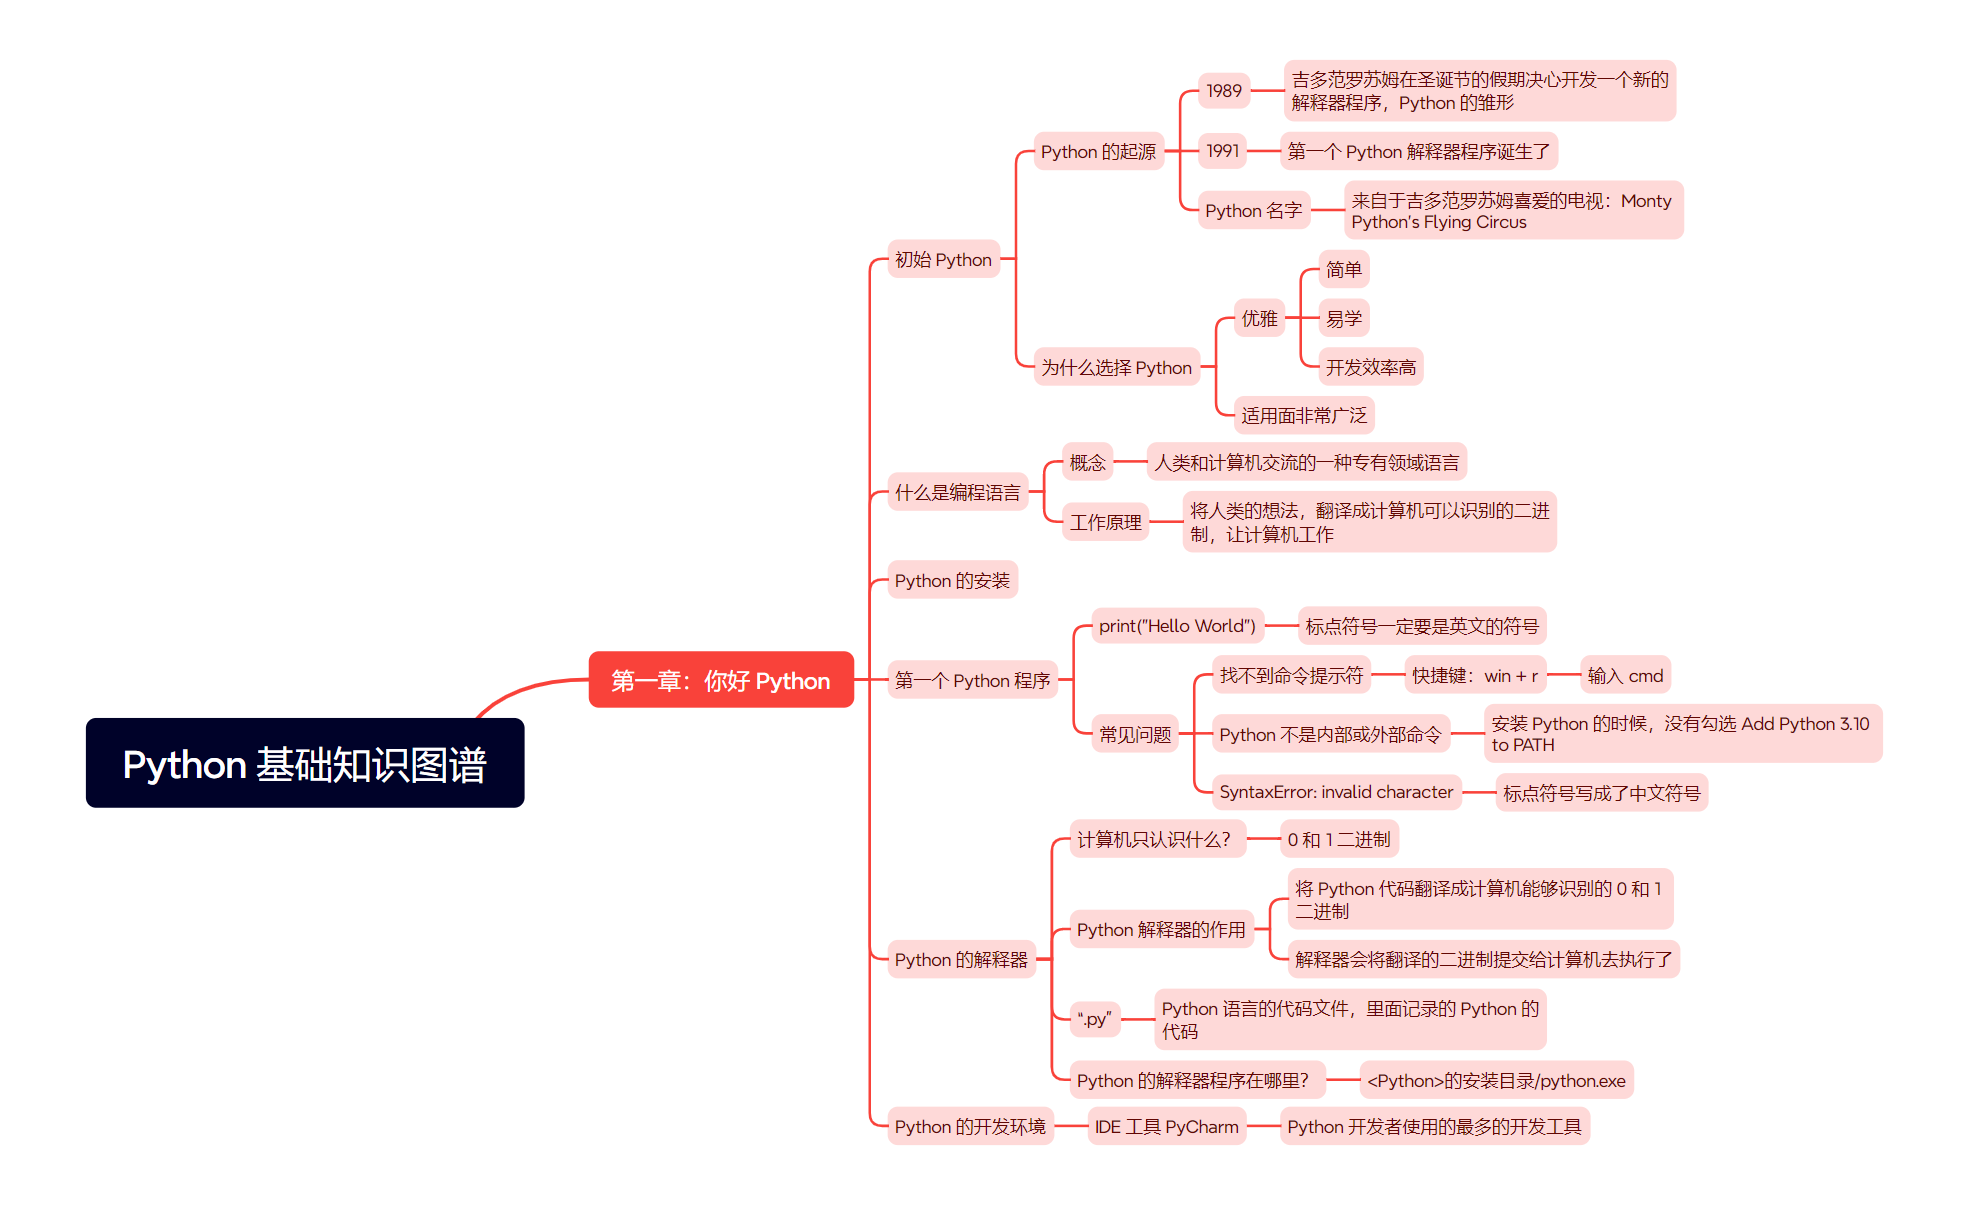 Python 基础知识图谱
第一章：你好 Python
初始 Python
Python 的起源
1989
吉多范罗苏姆在圣诞节的假期决心开发一个新的
解释器程序，Python 的雏形
1991
第一个 Python 解释器程序诞生了
Python 名字
来自于吉多范罗苏姆喜爱的电视：Monty
Python's Flying Circus
为什么选择 Python
优雅
简单
易学
开发效率高
适用面非常广泛
什么是编程语言
概念
人类和计算机交流的一种专有领域语言
工作原理
将人类的想法，翻译成计算机可以识别的二进
制，让计算机工作
Python 的安装
第一个 Python 程序
print("Hello World")
标点符号一定要是英文的符号
常见问题
找不到命令提示符
快捷键：win + r
输入 cmd
Python 不是内部或外部命令
安装 Python 的时候，没有勾选 Add Python 3.10
to PATH
SyntaxError: invalid character
标点符号写成了中文符号
Python 的解释器
计算机只认识什么？
0 和 1 二进制
Python 解释器的作用
将 Python 代码翻译成计算机能够识别的 0 和 1
二进制
解释器会将翻译的二进制提交给计算机去执行了
“.py”
Python 语言的代码文件，里面记录的 Python 的
代码
Python 的解释器程序在哪里？
<Python>的安装目录/python.exe
Python 的开发环境
IDE 工具 PyCharm
Python 开发者使用的最多的开发工具